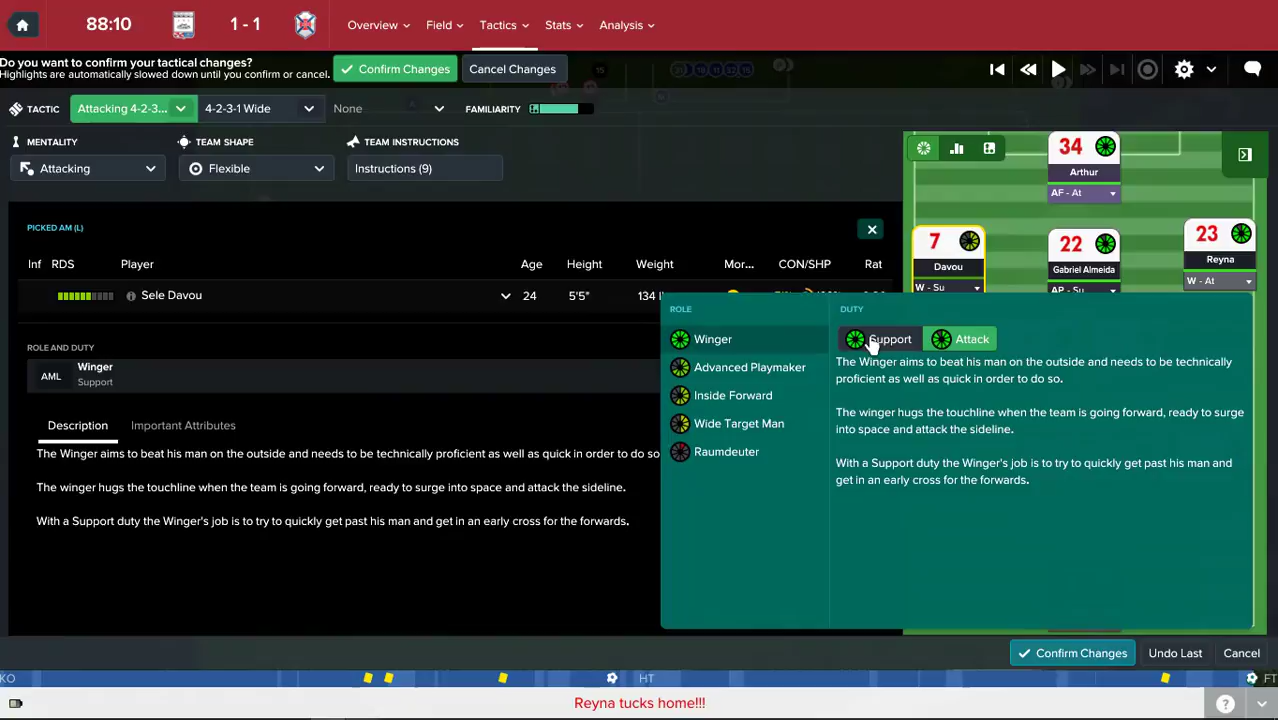 88:10
1 - 1
Overview
Field
Tactics
Stats
Analysis
Do you want to confirm your tactical changes?
Highlights are automatically slowed down until you confirm or cancel.
Confirm Changes
Cancel Changes
TACTIC
Attacking 4-2-3...
4-2-3-1 Wide
None
FAMILIARITY
MENTALITY
TEAM SHAPE
TEAM INSTRUCTIONS
Attacking
Flexible
Instructions (9)
34
Arthur
AF - At
7
Davou
W - Su
22
Gabriel Almeida
AP - Su
23
Reyna
W - At
PICKED AM (L)
Inf
RDS
Player
Age
Height
Weight
Mor...
CON/SHP
Rat
Sele Davou
24
5'5"
ROLE AND DUTY
AML
Winger
Support
Description
Important Attributes
The Winger aims to beat his man on the outside and needs to be technically proficient as well as quick in order to do so
The winger hugs the touchline when the team is going forward, ready to surge into space and attack the sideline.
With a Support duty the Winger's job is to try to quickly get past his man and get in an early cross for the forwards.
ROLE
Winger
Advanced Playmaker
Inside Forward
Wide Target Man
Raumdeuter
DUTY
Support
Attack
The Winger aims to beat his man on the outside and needs to be technically
proficient as well as quick in order to do so.
The winger hugs the touchline when the team is going forward, ready to surge
into space and attack the sideline.
With a Support duty the Winger's job is to try to quickly get past his man and
get in an early cross for the forwards.
Confirm Changes
Undo Last
Cancel
KO
HT
FT
Reyna tucks home!!!